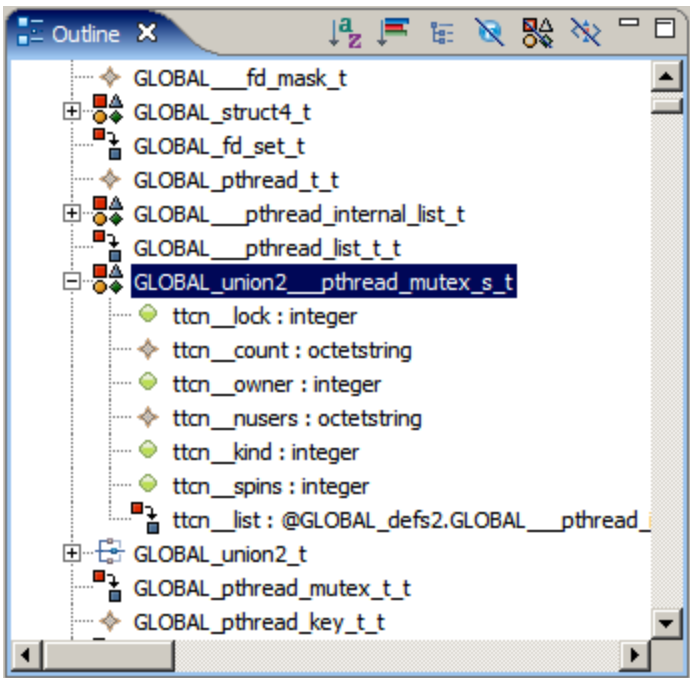 Outline
GLOBAL___fd_mask_t
GLOBAL_struct4_t
GLOBAL_fd_set_t
GLOBAL_pthread_t_t
GLOBAL___pthread_internal_list_t
GLOBAL___pthread_list_t_t
GLOBAL_union2___pthread_mutex_s_t
ttcn__lock : integer
ttcn__count : octetstring
ttcn__owner : integer
ttcn__nusers : octetstring
ttcn__kind : integer
ttcn__spins : integer
ttcn__list : @GLOBAL_defs2.GLOBAL___pthread_
GLOBAL_union2_t
GLOBAL_pthread_mutex_t_t
GLOBAL_pthread_key_t_t